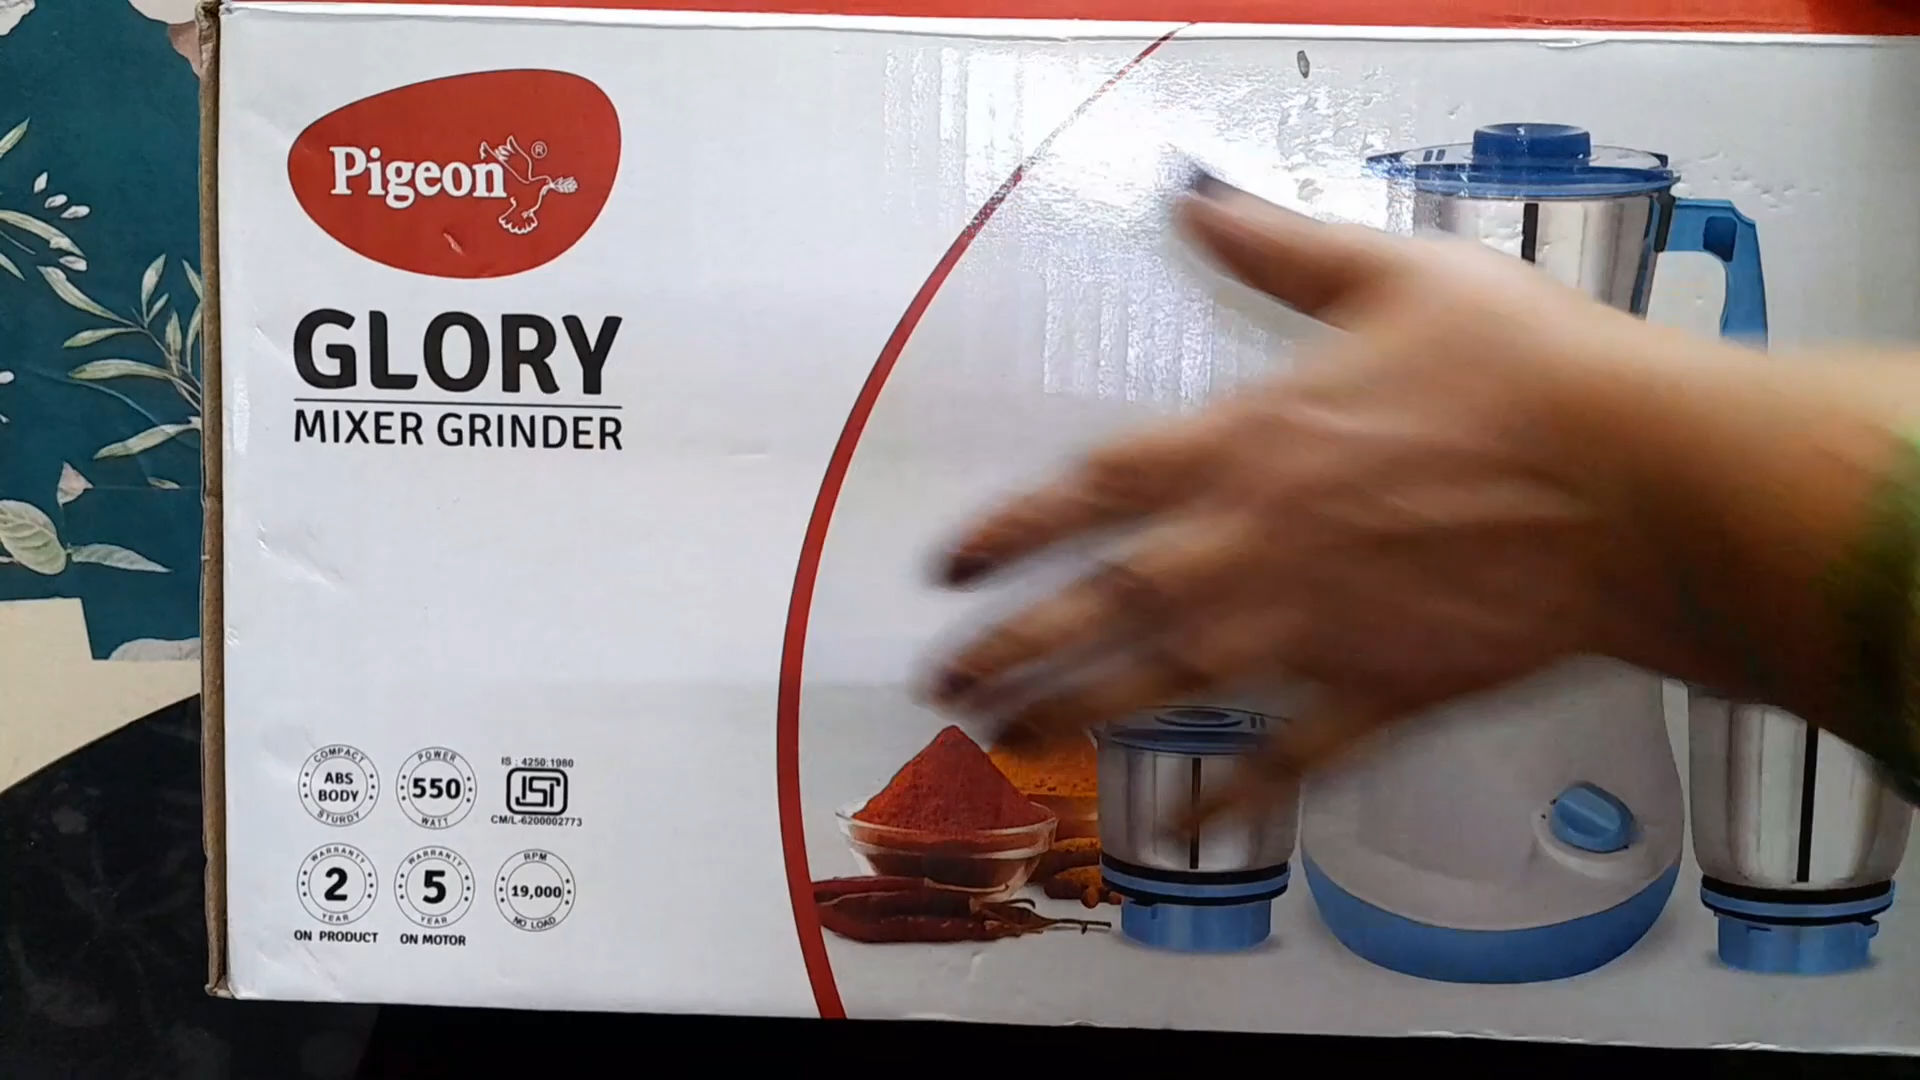 Pigeon®
GLORY
MIXER GRINDER
COMPACT
ABS
BODY
STURDY
POWER
550
WATT
IS : 4250:1980
ISI
CM/L-6200002773
WARRANTY
2
YEAR
ON PRODUCT
WARRANTY
5
YEAR
ON MOTOR
RPM
19,000
NO LOAD